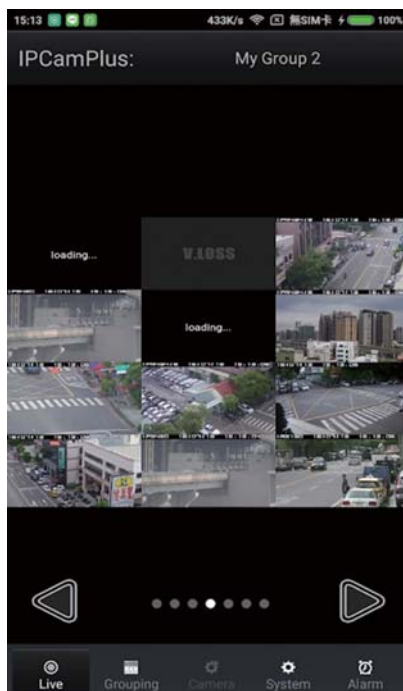 15:13 433K/s 無SIM卡 100%
IPCamPlus: My Group 2
loading...
V.LOSS
loading...
Live Grouping Camera System Alarm